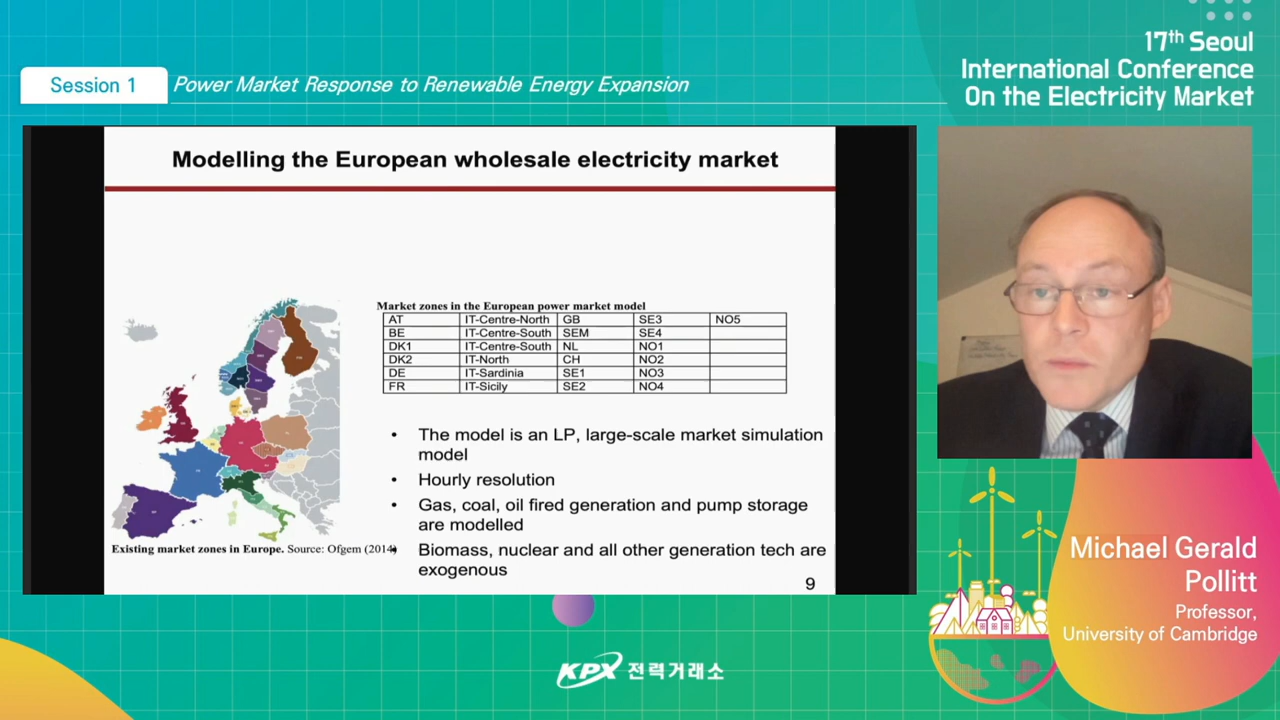 17th Seoul
International Conference
On the Electricity Market
Session 1
Power Market Response to Renewable Energy Expansion
Modelling the European wholesale electricity market
Market zones in the European power market model
AT IT-Centre-North GB SE3 NO5
BE IT-Centre-South SEM SE4
DK1 IT-Centre-South NL NO1
DK2 IT-North CH NO2
DE IT-Sardinia SE1 NO3
FR IT-Sicily SE2 NO4
• The model is an LP, large-scale market simulation
model
• Hourly resolution
• Gas, coal, oil fired generation and pump storage
are modelled
• Biomass, nuclear and all other generation tech are
exogenous
Existing market zones in Europe. Source: Ofgem (2014)
9
Michael Gerald
Pollitt
Professor,
University of Cambridge
KPX 전력거래소